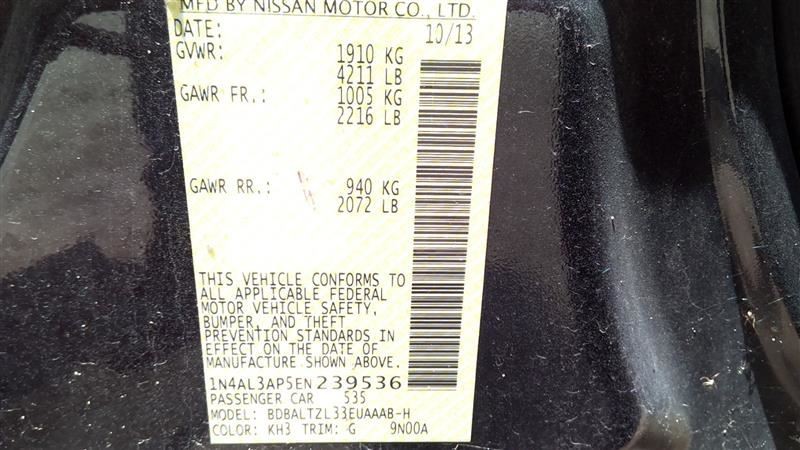 MFD BY NISSAN MOTOR CO., LTD.
DATE: 10/13
GVWR: 1910 KG
4211 LB
GAWR FR.: 1005 KG
2216 LB
GAWR RR.: 940 KG
2072 LB
THIS VEHICLE CONFORMS TO
ALL APPLICABLE FEDERAL
MOTOR VEHICLE SAFETY,
BUMPER, AND THEFT
PREVENTION STANDARDS IN
EFFECT ON THE DATE OF
MANUFACTURE SHOWN ABOVE.
1N4AL3AP5EN239536
PASSENGER CAR 535
MODEL: BDBALTZL33EUAAAB-H
COLOR: KH3 TRIM: G 9N00A